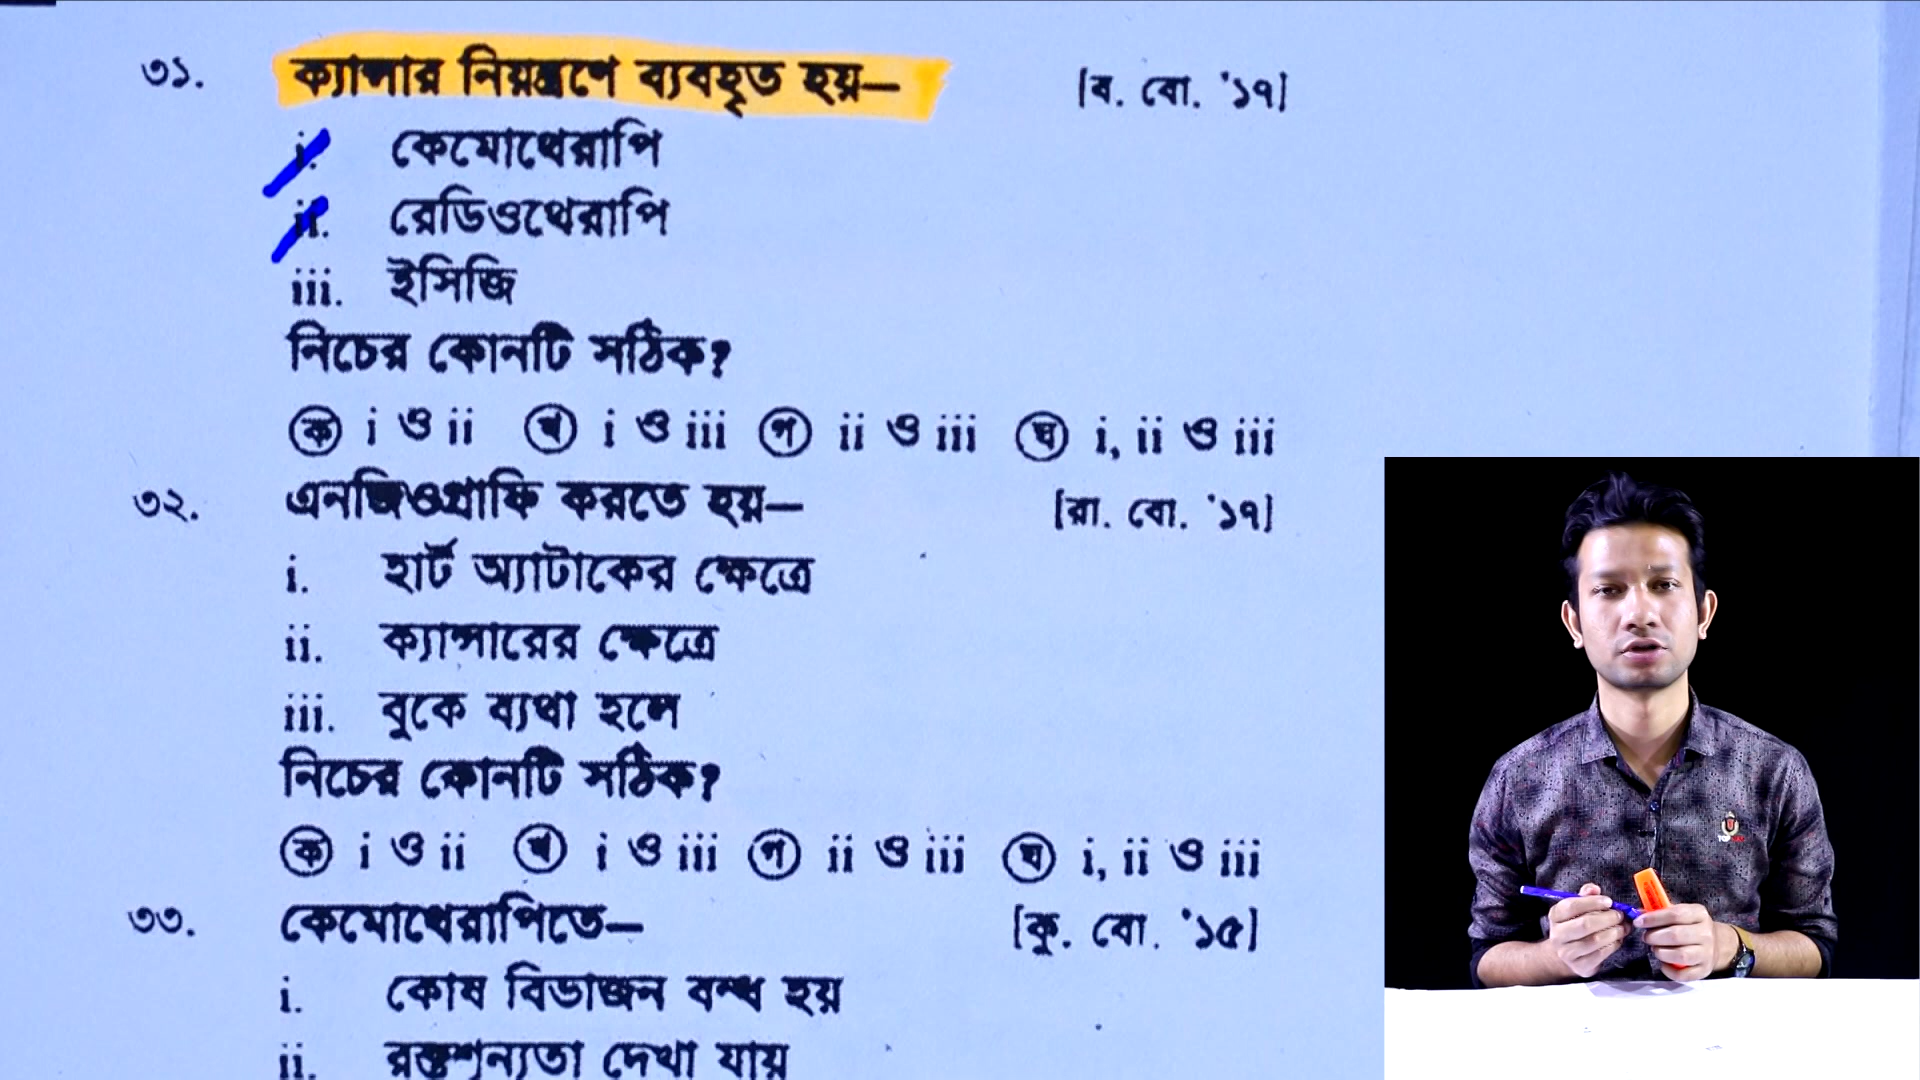 ৩১. ক্যান্সার নিয়ন্ত্রণে ব্যবহৃত হয়— [ব. বো. '১৭]
i. কেমোথেরাপি
ii. রেডিওথেরাপি
iii. ইসিজি
নিচের কোনটি সঠিক?
ক i ও ii খ i ও iii গ ii ও iii ঘ i, ii ও iii
৩২. এনজিওগ্রাফি করতে হয়— [রা. বো. '১৭]
i. হার্ট অ্যাটাকের ক্ষেত্রে
ii. ক্যান্সারের ক্ষেত্রে
iii. বুকে ব্যথা হলে
নিচের কোনটি সঠিক?
ক i ও ii খ i ও iii গ ii ও iii ঘ i, ii ও iii
৩৩. কেমোথেরাপিতে— [কু. বো. '১৫]
i. কোষ বিভাজন বন্ধ হয়
ii. রক্তশূন্যতা দেখা যায়